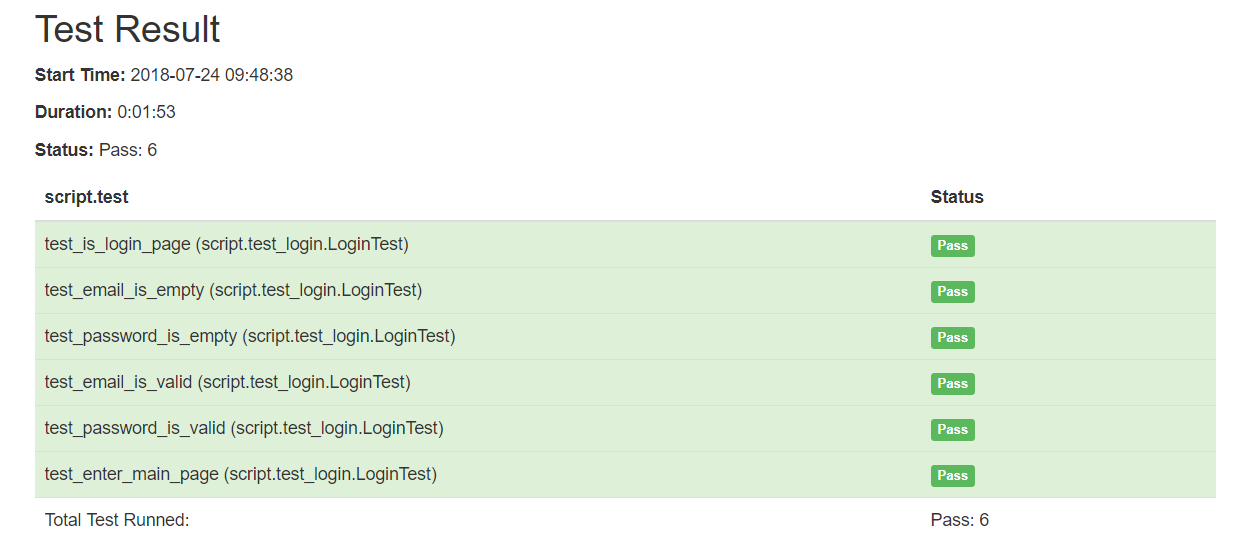 Test Result
Start Time: 2018-07-24 09:48:38
Duration: 0:01:53
Status: Pass: 6
script.test Status
test_is_login_page (script.test_login.LoginTest) Pass
test_email_is_empty (script.test_login.LoginTest) Pass
test_password_is_empty (script.test_login.LoginTest) Pass
test_email_is_valid (script.test_login.LoginTest) Pass
test_password_is_valid (script.test_login.LoginTest) Pass
test_enter_main_page (script.test_login.LoginTest) Pass
Total Test Runned: Pass: 6